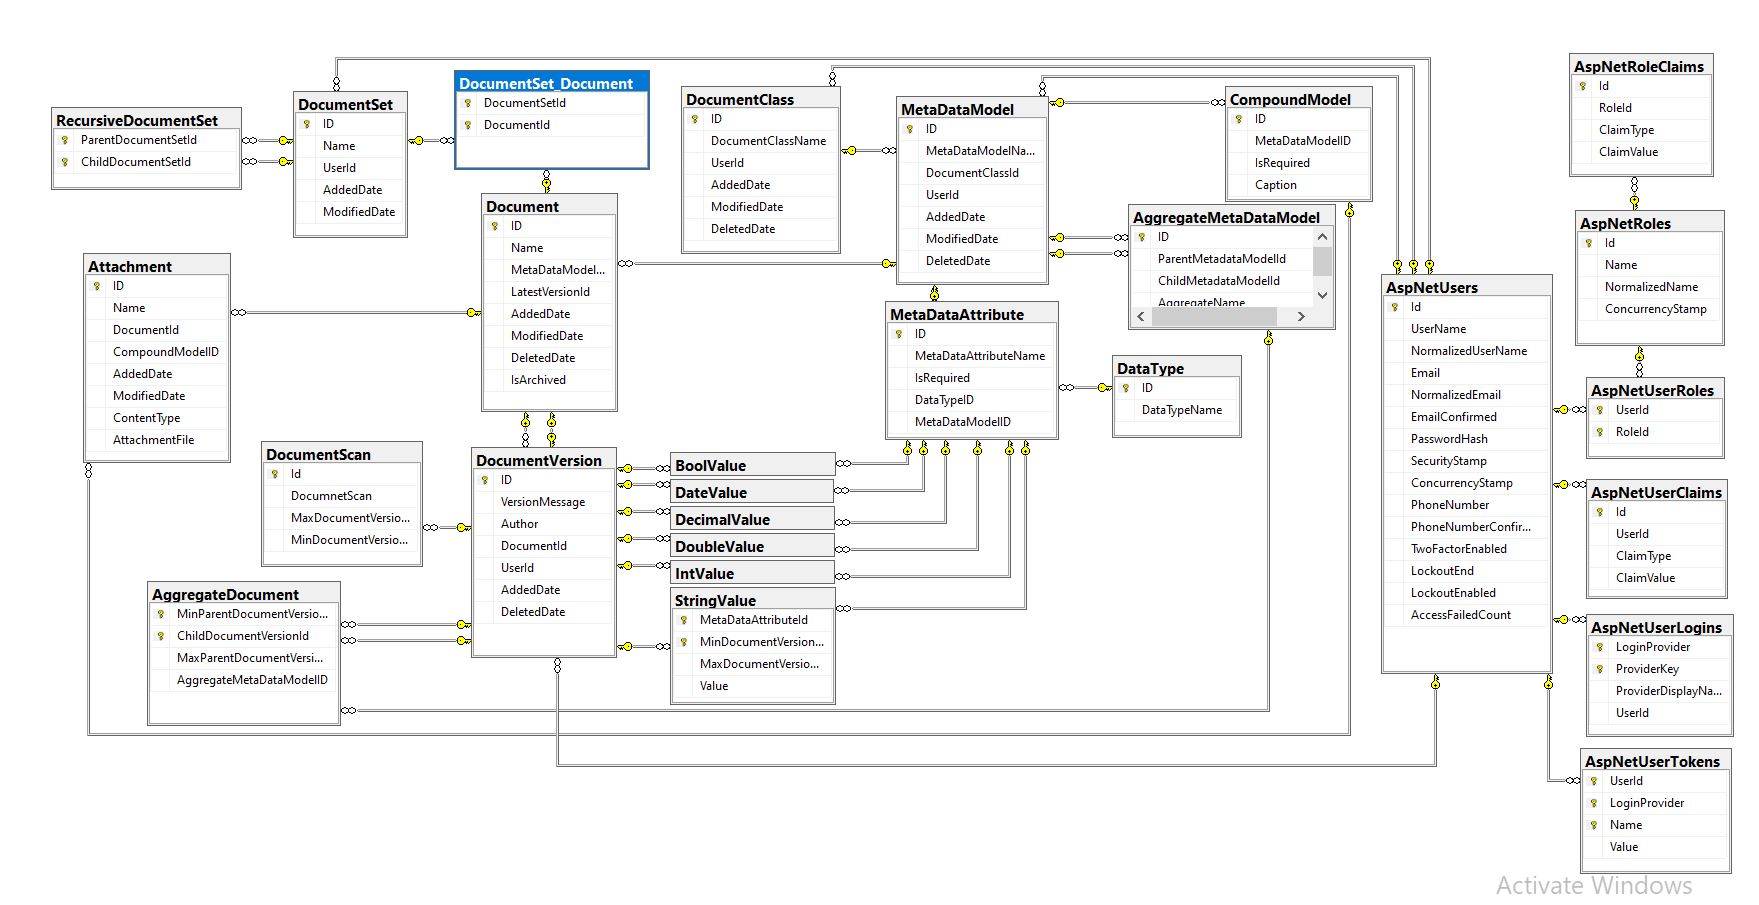 RecursiveDocumentSet
ParentDocumentSetId
ChildDocumentSetId
DocumentSet
ID
Name
UserId
AddedDate
ModifiedDate
DocumentSet_Document
DocumentSetId
DocumentId
Document
ID
Name
MetaDataModel...
LatestVersionId
AddedDate
ModifiedDate
DeletedDate
IsArchived
DocumentClass
ID
DocumentClassName
UserId
AddedDate
ModifiedDate
DeletedDate
MetaDataModel
ID
MetaDataModelNa...
DocumentClassId
UserId
AddedDate
ModifiedDate
DeletedDate
CompoundModel
ID
MetaDataModelID
IsRequired
Caption
AggregateMetaDataModel
ID
ParentMetadataModelId
ChildMetadataModelId
AggregateName
Attachment
ID
Name
DocumentId
CompoundModelID
AddedDate
ModifiedDate
ContentType
AttachmentFile
MetaDataAttribute
ID
MetaDataAttributeName
IsRequired
DataTypeID
MetaDataModelID
DataType
ID
DataTypeName
DocumentScan
Id
DocumnetScan
MaxDocumentVersio...
MinDocumentVersio...
DocumentVersion
ID
VersionMessage
Author
DocumentId
UserId
AddedDate
DeletedDate
BoolValue
DateValue
DecimalValue
DoubleValue
IntValue
StringValue
MetaDataAttributeId
MinDocumentVersion...
MaxDocumentVersio...
Value
AggregateDocument
MinParentDocumentVersio...
ChildDocumentVersionId
MaxParentDocumentVersi...
AggregateMetaDataModelID
AspNetUsers
Id
UserName
NormalizedUserName
Email
NormalizedEmail
EmailConfirmed
PasswordHash
SecurityStamp
ConcurrencyStamp
PhoneNumber
PhoneNumberConfir...
TwoFactorEnabled
LockoutEnd
LockoutEnabled
AccessFailedCount
AspNetRoleClaims
Id
RoleId
ClaimType
ClaimValue
AspNetRoles
Id
Name
NormalizedName
ConcurrencyStamp
AspNetUserRoles
UserId
RoleId
AspNetUserClaims
Id
UserId
ClaimType
ClaimValue
AspNetUserLogins
LoginProvider
ProviderKey
ProviderDisplayNa...
UserId
AspNetUserTokens
UserId
LoginProvider
Name
Value
Activate Windows